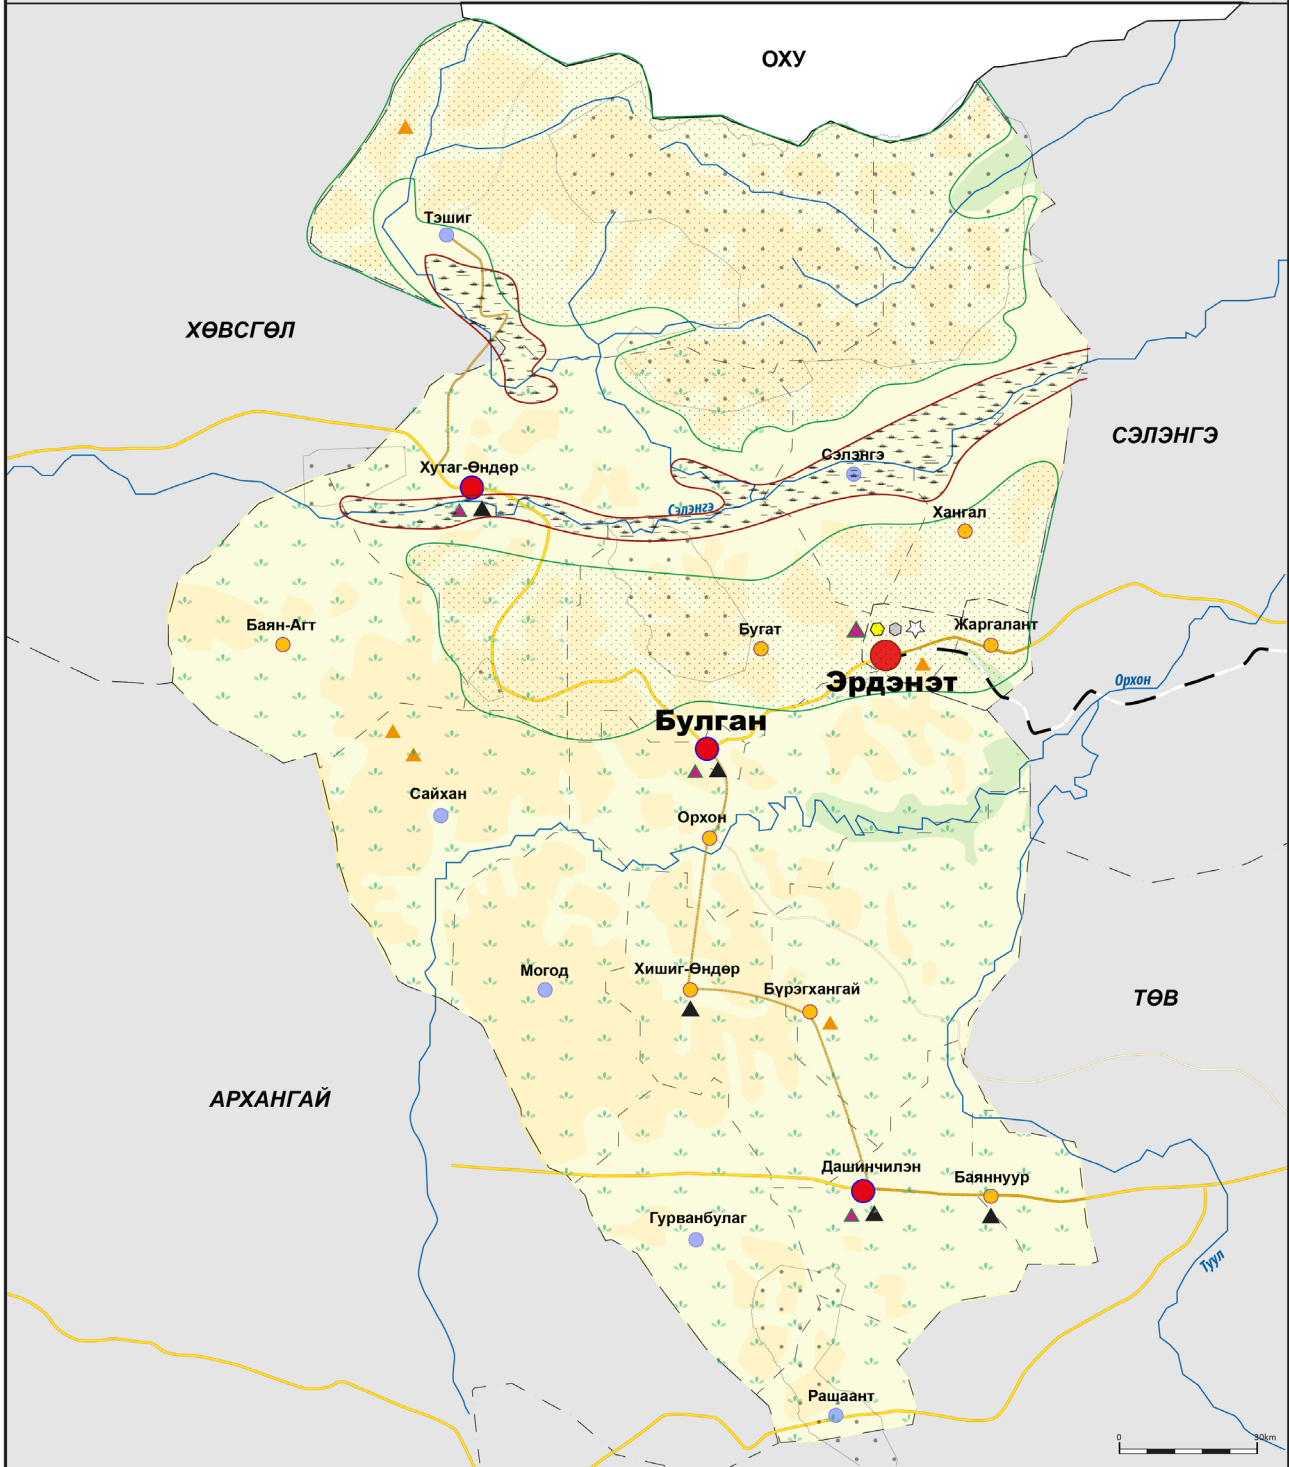 ОХУ
Тэшиг
ХӨВСГӨЛ
СЭЛЭНГЭ
Сэлэнгэ
Хутаг-Өндөр
Сэлэнгэ
Хангал
Баян-Агт
Бугат
Жаргалант
Эрдэнэт
Орхон
Булган
Сайхан
Орхон
Могод
Хишиг-Өндөр
Бүрэгхангай
ТӨВ
АРХАНГАЙ
Дашинчилэн
Баяннуур
Гурванбулаг
Туул
Рашаант
0 30km